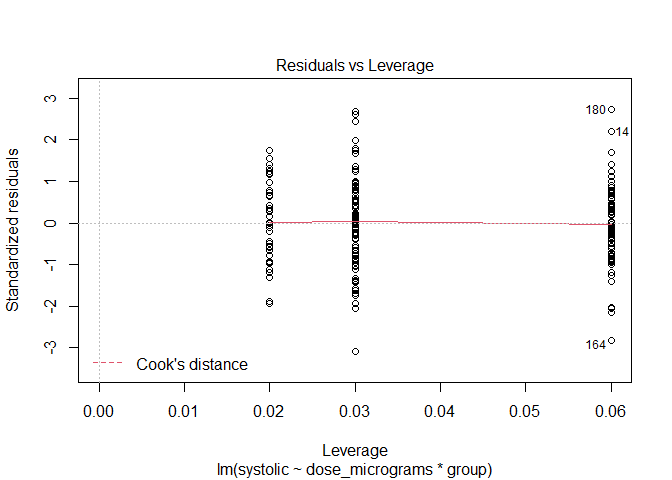 Residuals vs Leverage
Standardized residuals
3
2
1
0
-1
-2
-3
180
14
164
Cook's distance
0.00 0.01 0.02 0.03 0.04 0.05 0.06
Leverage
lm(systolic ~ dose_micrograms * group)